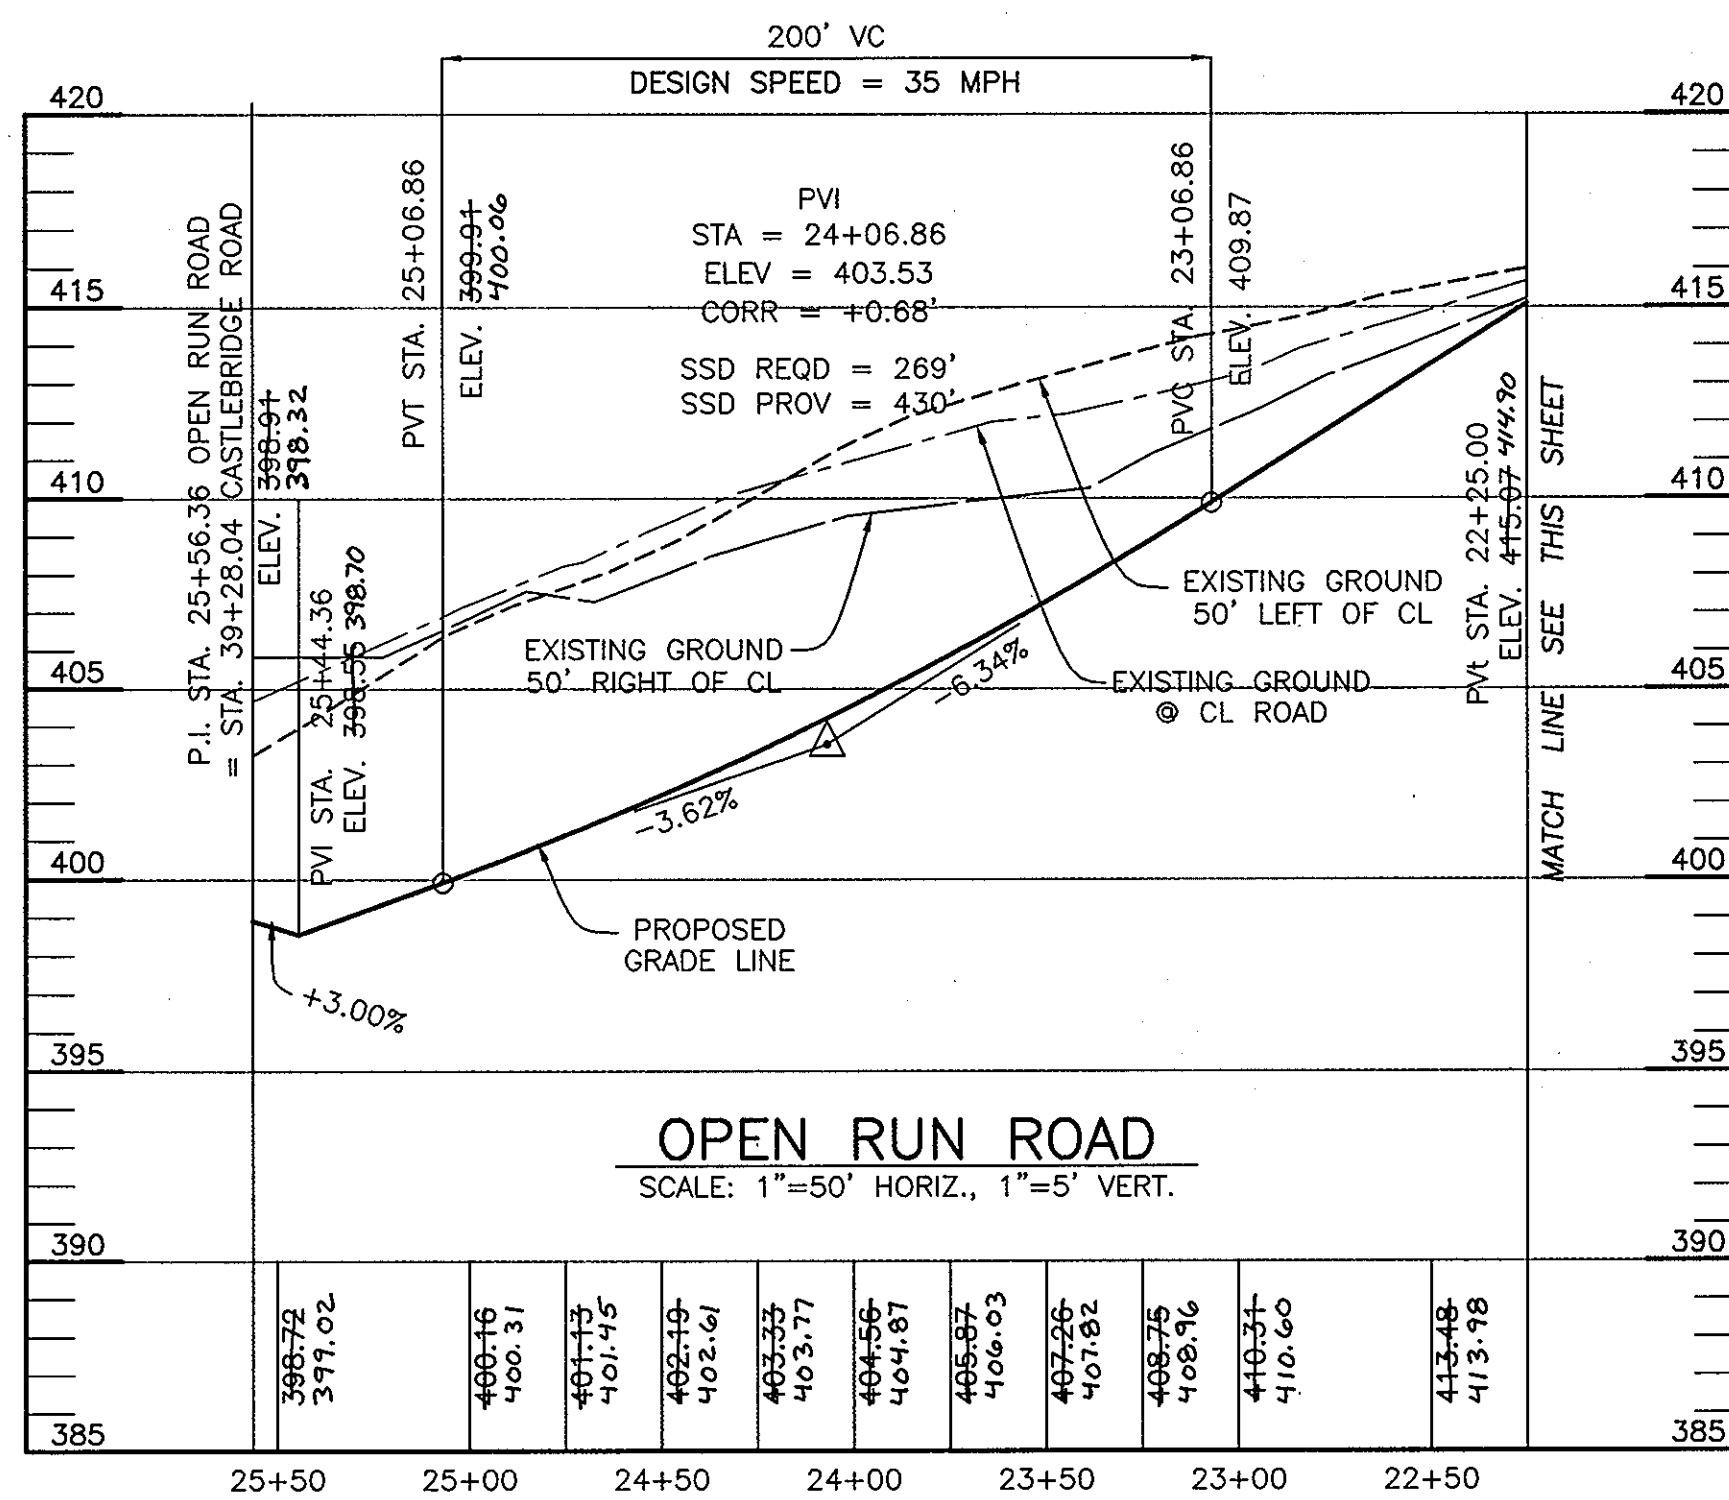 200' VC
DESIGN SPEED = 35 MPH
420
420
415
415
410
410
405
405
400
400
395
395
390
390
385
385
P.I. STA. 25+56.36 OPEN RUN ROAD
= STA. 39+28.04 CASTLEBRIDGE ROAD
ELEV. 398.91
398.32
PVI STA. 25+44.36
ELEV. 398.55 398.70
PVT STA. 25+06.86
ELEV. 399.91
400.06
PVI
STA = 24+06.86
ELEV = 403.53
CORR = +0.68'
SSD REQD = 269'
SSD PROV = 430'
PVC STA. 23+06.86
ELEV. 409.87
PVt STA. 22+25.00
ELEV. 415.07 414.90
MATCH LINE SEE THIS SHEET
EXISTING GROUND
50' LEFT OF CL
EXISTING GROUND
50' RIGHT OF CL
EXISTING GROUND
@ CL ROAD
-6.34%
-3.62%
PROPOSED
GRADE LINE
+3.00%
OPEN RUN ROAD
SCALE: 1"=50' HORIZ., 1"=5' VERT.
398.72
399.02
400.16
400.31
401.13
401.45
402.19
402.61
403.33
403.77
404.56
404.87
405.87
406.03
407.26
407.82
408.75
408.96
410.31
410.60
413.48
413.98
25+50
25+00
24+50
24+00
23+50
23+00
22+50